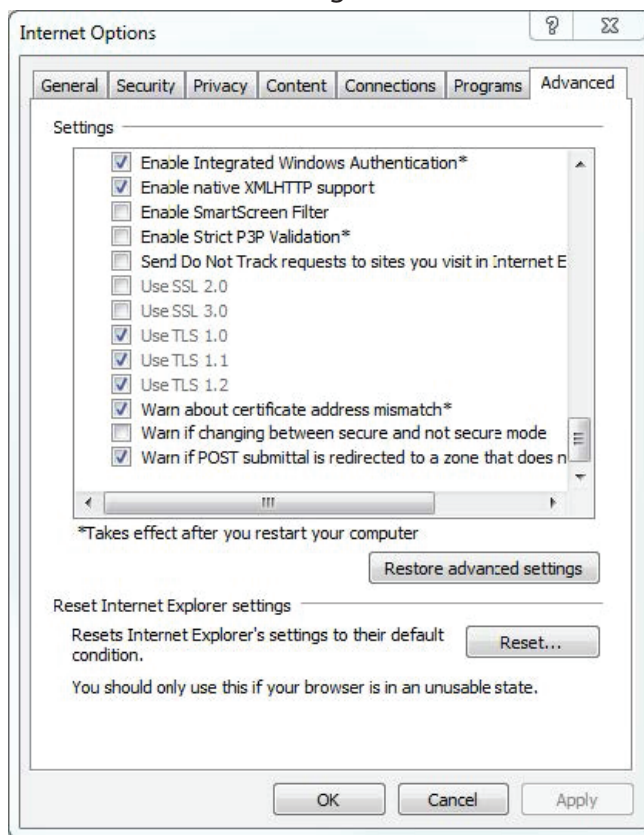 Internet Options
General Security Privacy Content Connections Programs Advanced
Settings
Enable Integrated Windows Authentication*
Enable native XMLHTTP support
Enable SmartScreen Filter
Enable Strict P3P Validation*
Send Do Not Track requests to sites you visit in Internet E
Use SSL 2.0
Use SSL 3.0
Use TLS 1.0
Use TLS 1.1
Use TLS 1.2
Warn about certificate address mismatch*
Warn if changing between secure and not secure mode
Warn if POST submittal is redirected to a zone that does n
*Takes effect after you restart your computer
Restore advanced settings
Reset Internet Explorer settings
Resets Internet Explorer's settings to their default
condition.
Reset...
You should only use this if your browser is in an unusable state.
OK Cancel Apply